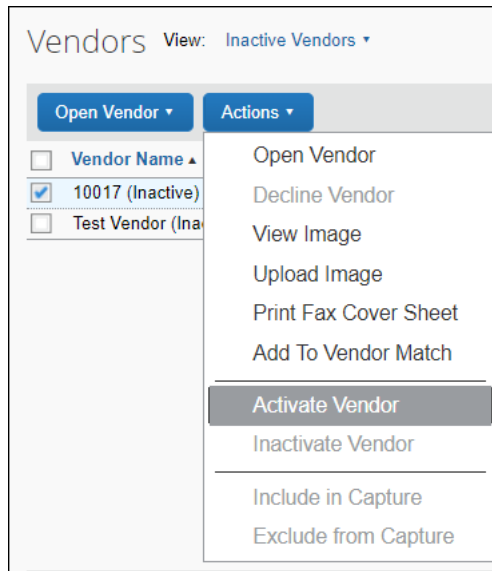 Vendors View: Inactive Vendors
Open Vendor Actions
Vendor Name
10017 (Inactive)
Test Vendor (Ina
Open Vendor
Decline Vendor
View Image
Upload Image
Print Fax Cover Sheet
Add To Vendor Match
Activate Vendor
Inactivate Vendor
Include in Capture
Exclude from Capture